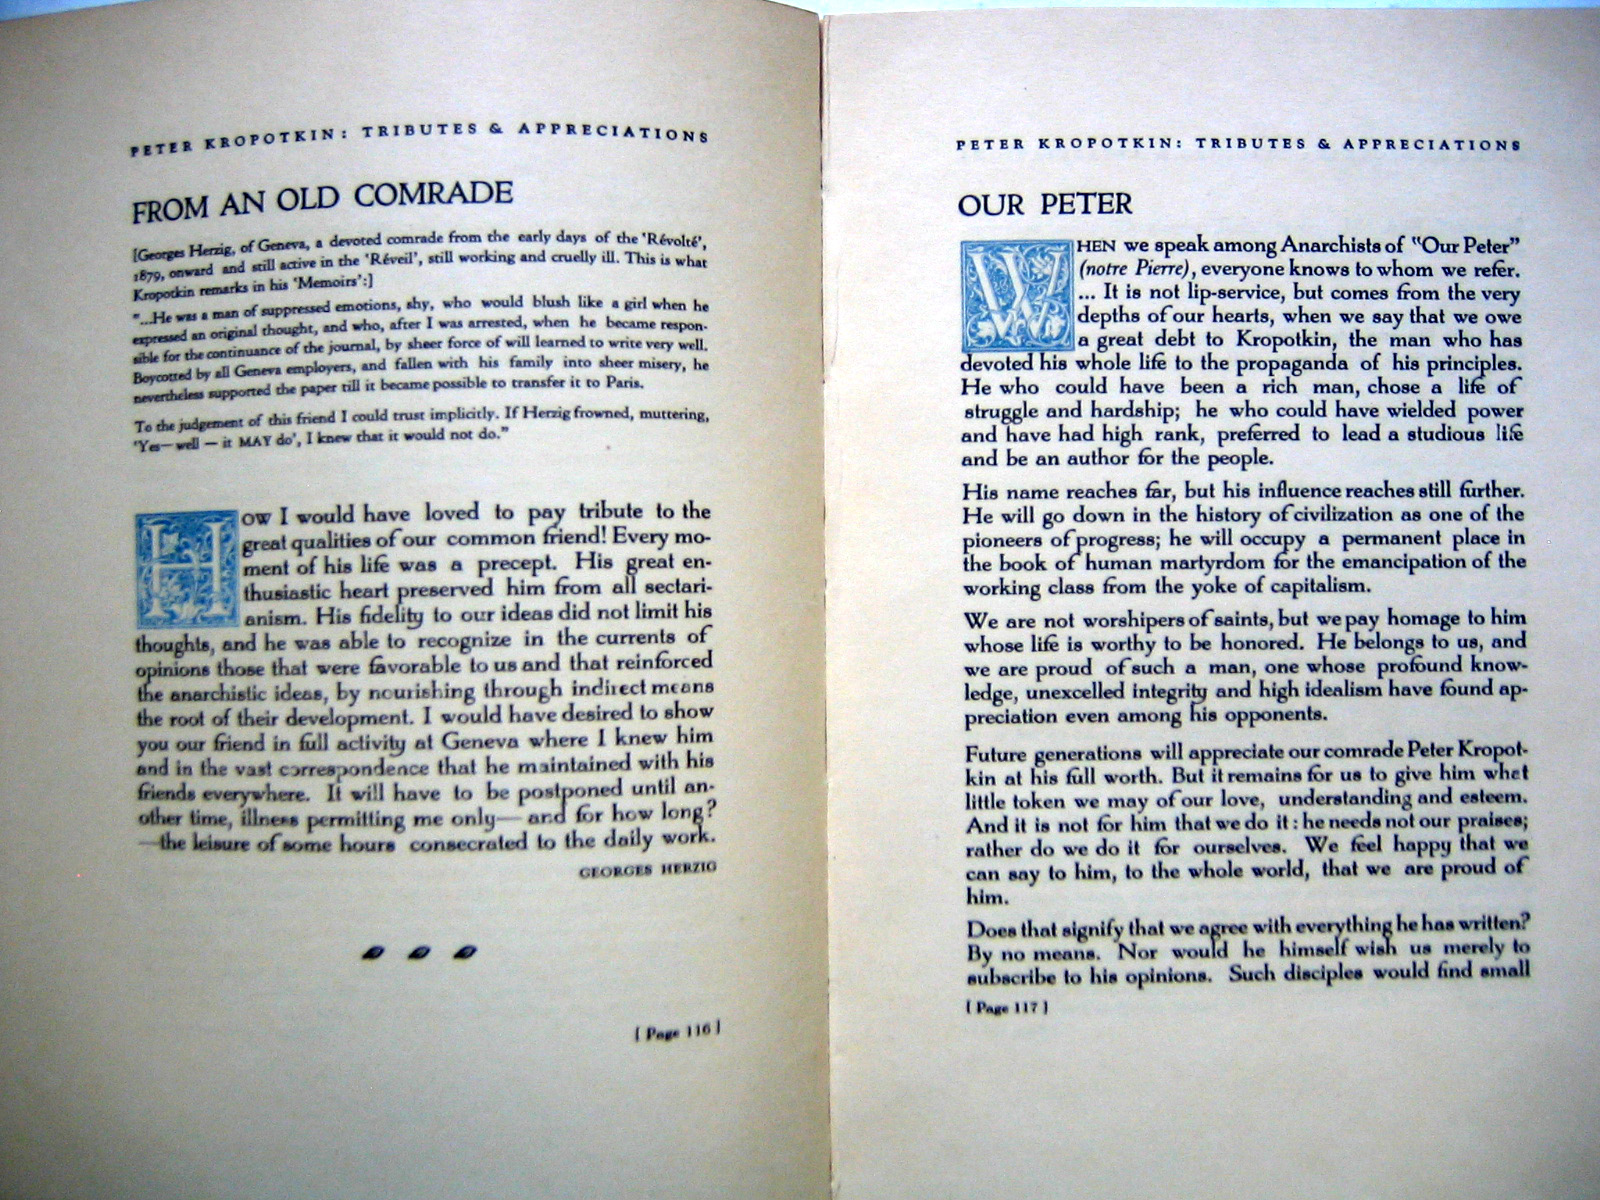 PETER KROPOTKIN: TRIBUTES & APPRECIATIONS
FROM AN OLD COMRADE
[Georges Herzig, of Geneva, a devoted comrade from the early days of the 'Révolté',
1879, onward and still active in the 'Réveil', still working and cruelly ill. This is what
Kropotkin remarks in his 'Memoirs':]
"...He was a man of suppressed emotions, shy, who would blush like a girl when he
expressed an original thought, and who, after I was arrested, when he became respon-
sible for the continuance of the journal, by sheer force of will learned to write very well.
Boycotted by all Geneva employers, and fallen with his family into sheer misery, he
nevertheless supported the paper till it became possible to transfer it to Paris.
To the judgement of this friend I could trust implicitly. If Herzig frowned, muttering,
'Yes—well — it MAY do', I knew that it would not do."
HOW I would have loved to pay tribute to the
great qualities of our common friend! Every mo-
ment of his life was a precept. His great en-
thusiastic heart preserved him from all sectari-
anism. His fidelity to our ideas did not limit his
thoughts, and he was able to recognize in the currents of
opinions those that were favorable to us and that reinforced
the anarchistic ideas, by nourishing through indirect means
the root of their development. I would have desired to show
you our friend in full activity at Geneva where I knew him
and in the vast correspondence that he maintained with his
friends everywhere. It will have to be postponed until an-
other time, illness permitting me only— and for how long?
—the leisure of some hours consecrated to the daily work.
GEORGES HERZIG
[ Page 116 ]
PETER KROPOTKIN: TRIBUTES & APPRECIATIONS
OUR PETER
WHEN we speak among Anarchists of "Our Peter"
(notre Pierre), everyone knows to whom we refer.
... It is not lip-service, but comes from the very
depths of our hearts, when we say that we owe
a great debt to Kropotkin, the man who has
devoted his whole life to the propaganda of his principles.
He who could have been a rich man, chose a life of
struggle and hardship; he who could have wielded power
and have had high rank, preferred to lead a studious life
and be an author for the people.
His name reaches far, but his influence reaches still further.
He will go down in the history of civilization as one of the
pioneers of progress; he will occupy a permanent place in
the book of human martyrdom for the emancipation of the
working class from the yoke of capitalism.
We are not worshipers of saints, but we pay homage to him
whose life is worthy to be honored. He belongs to us, and
we are proud of such a man, one whose profound know-
ledge, unexcelled integrity and high idealism have found ap-
preciation even among his opponents.
Future generations will appreciate our comrade Peter Kropot-
kin at his full worth. But it remains for us to give him what
little token we may of our love, understanding and esteem.
And it is not for him that we do it : he needs not our praises;
rather do we do it for ourselves. We feel happy that we
can say to him, to the whole world, that we are proud of
him.
Does that signify that we agree with everything he has written?
By no means. Nor would he himself wish us merely to
subscribe to his opinions. Such disciples would find small
[ Page 117 ]